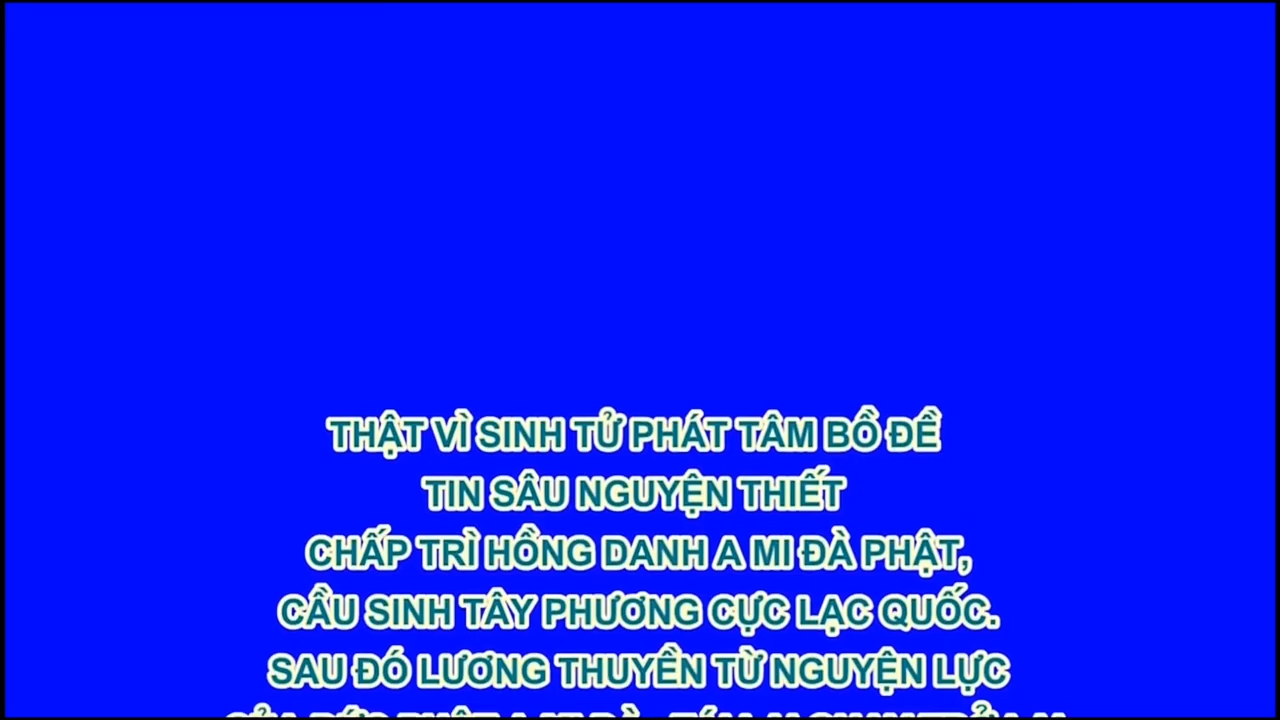 THẬT VÌ SINH TỬ PHÁT TÂM BỒ ĐỀ
TIN SÂU NGUYỆN THIẾT
CHẤP TRÌ HỒNG DANH A MI ĐÀ PHẬT,
CẦU SINH TÂY PHƯƠNG CỰC LẠC QUỐC.
SAU ĐÓ LƯƠNG THUYỀN TỪ NGUYỆN LỰC